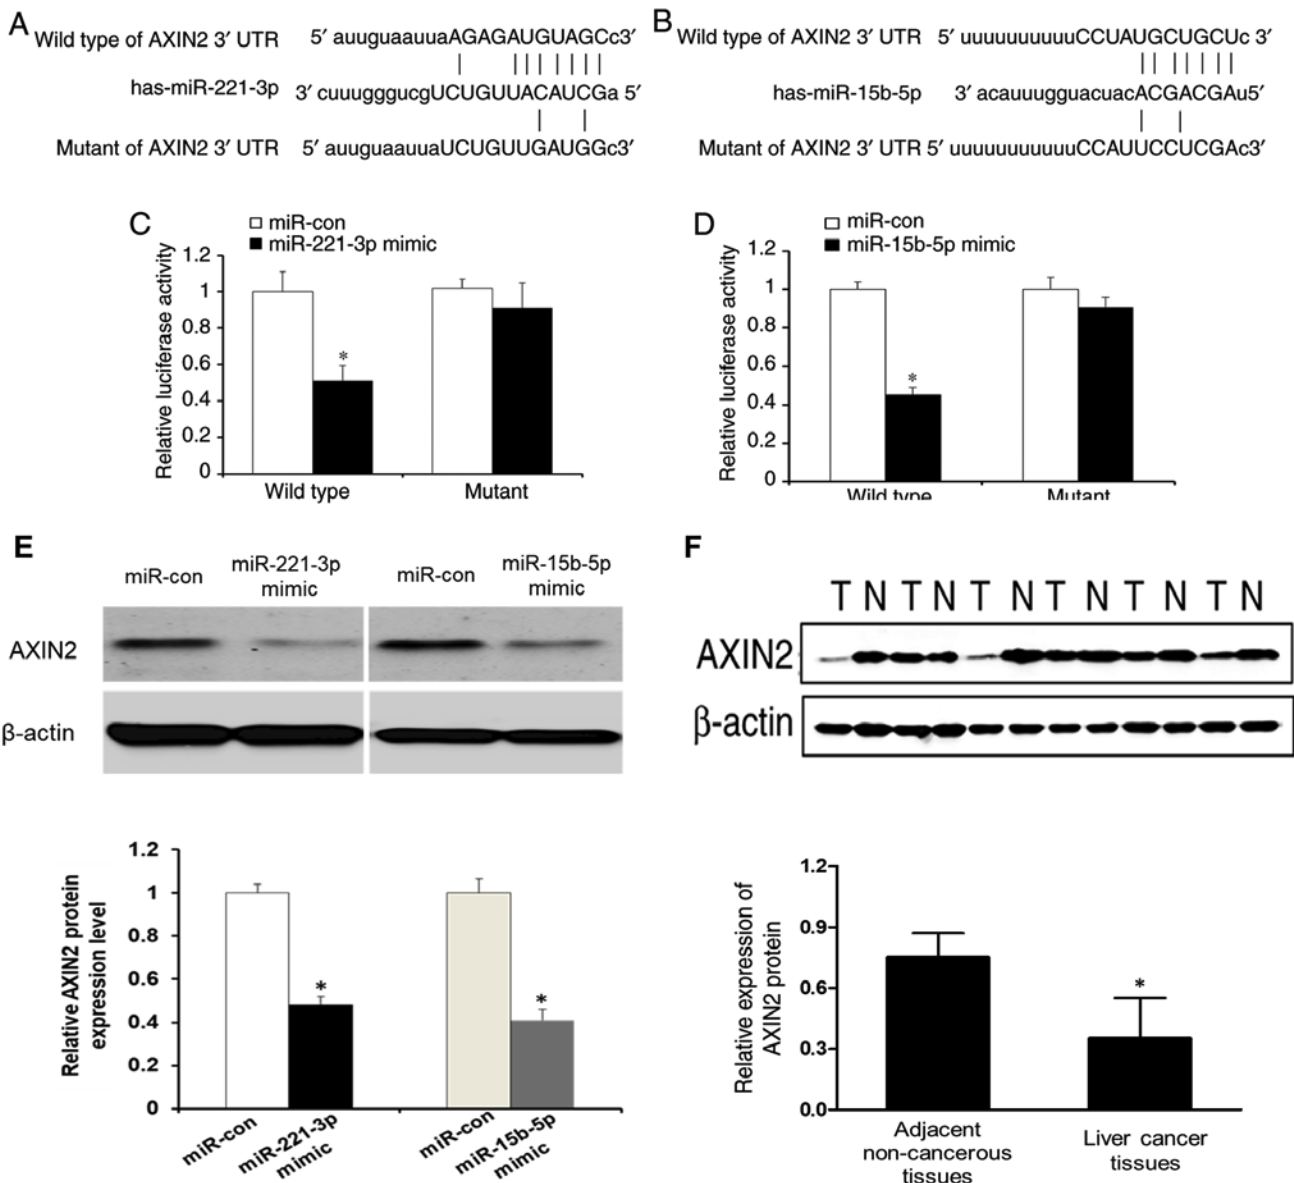 A
Wild type of AXIN2 3′ UTR 5′ auuguaauuaAGAGAUGUAGCc3′
has-miR-221-3p 3′ cuuugggucgUCUGUUACAUCGa 5′
Mutant of AXIN2 3′ UTR 5′ auuguaauuaUCUGUUGAUGGc3′
B
Wild type of AXIN2 3′ UTR 5′ uuuuuuuuuuCCUAUGCUGCUc 3′
has-miR-15b-5p 3′ acauuugguacuacACGACGAu5′
Mutant of AXIN2 3′ UTR 5′ uuuuuuuuuuuCCAUUCCUCGAc3′
C
miR-con
miR-221-3p mimic
Relative luciferase activity
1.2
1
0.8
0.6
*
0.4
0.2
0
Wild type Mutant
D
miR-con
miR-15b-5p mimic
Relative luciferase activity
1.2
1
0.8
0.6
*
0.4
0.2
0
Wild type Mutant
E
miR-con miR-221-3p mimic miR-con miR-15b-5p mimic
AXIN2
β-actin
Relative AXIN2 protein
expression level
1.2
1
0.8
0.6
* *
0.4
0.2
0
miR-con
miR-221-3p
mimic
miR-con
miR-15b-5p
mimic
F
T N T N T N T N T N T N
AXIN2
β-actin
Relative expression of
AXIN2 protein
1.2
0.9
0.6
*
0.3
0.0
Adjacent
non-cancerous
tissues
Liver cancer
tissues